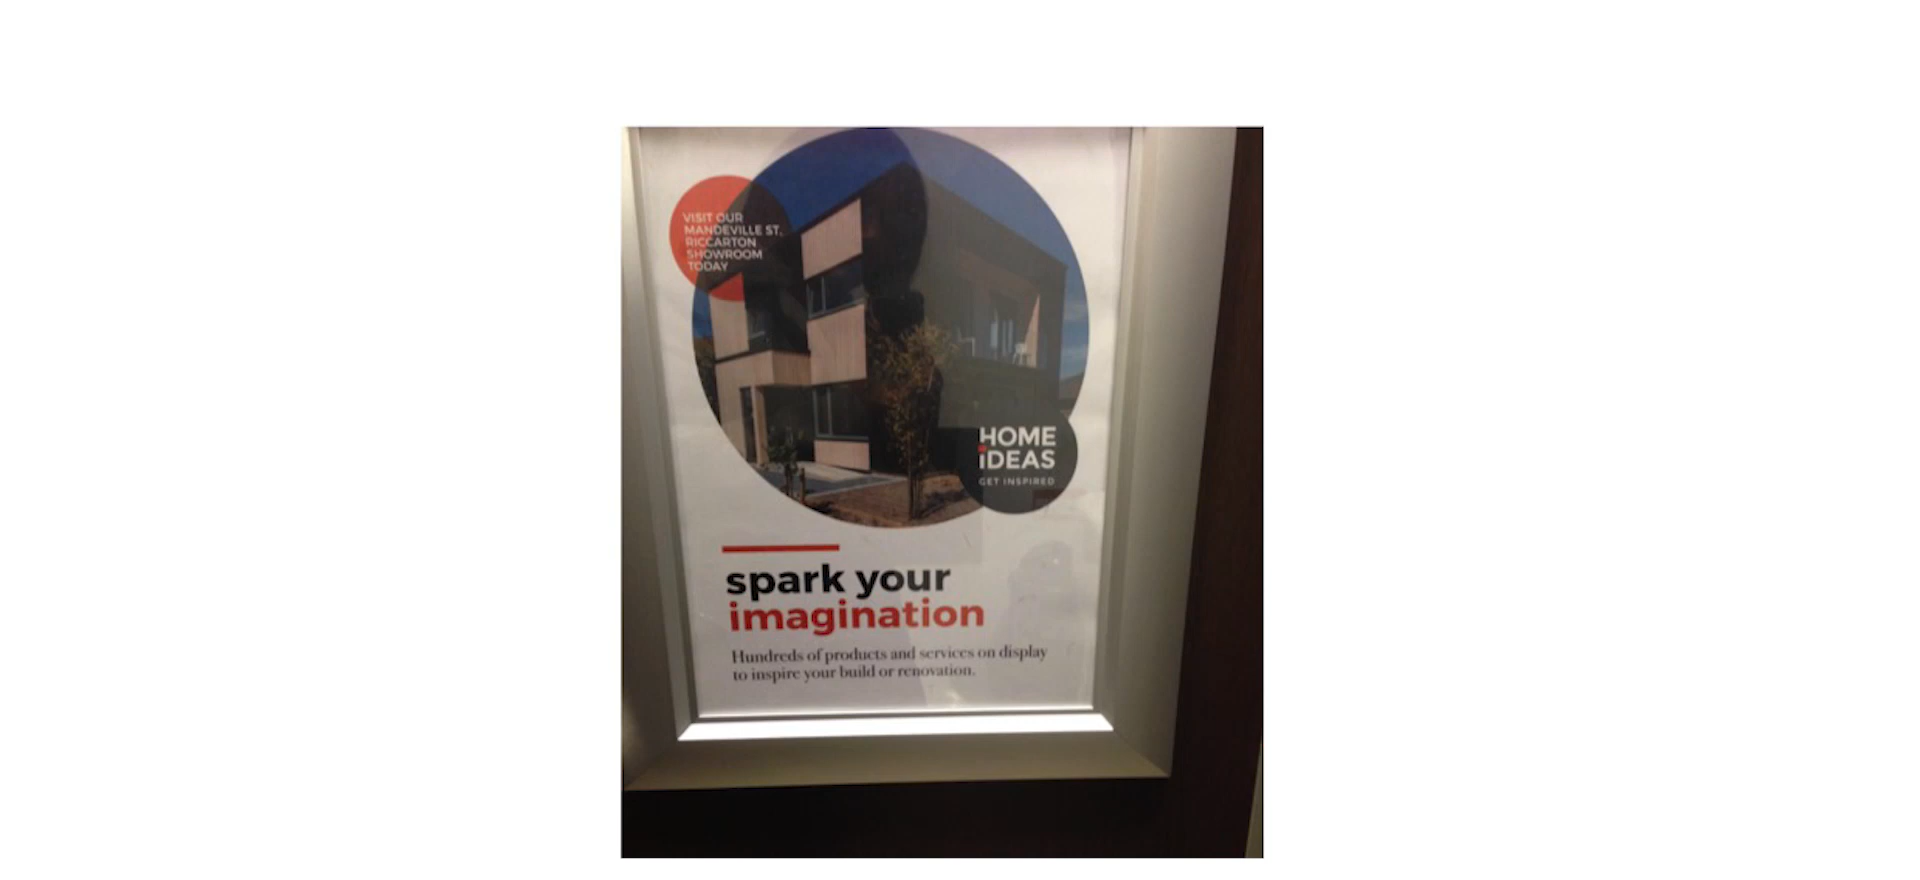 VISIT OUR
MANDEVILLE ST.
RICCARTON
SHOWROOM
TODAY
HOME
iDEAS
GET INSPIRED
spark your
imagination
Hundreds of products and services on display
to inspire your build or renovation.